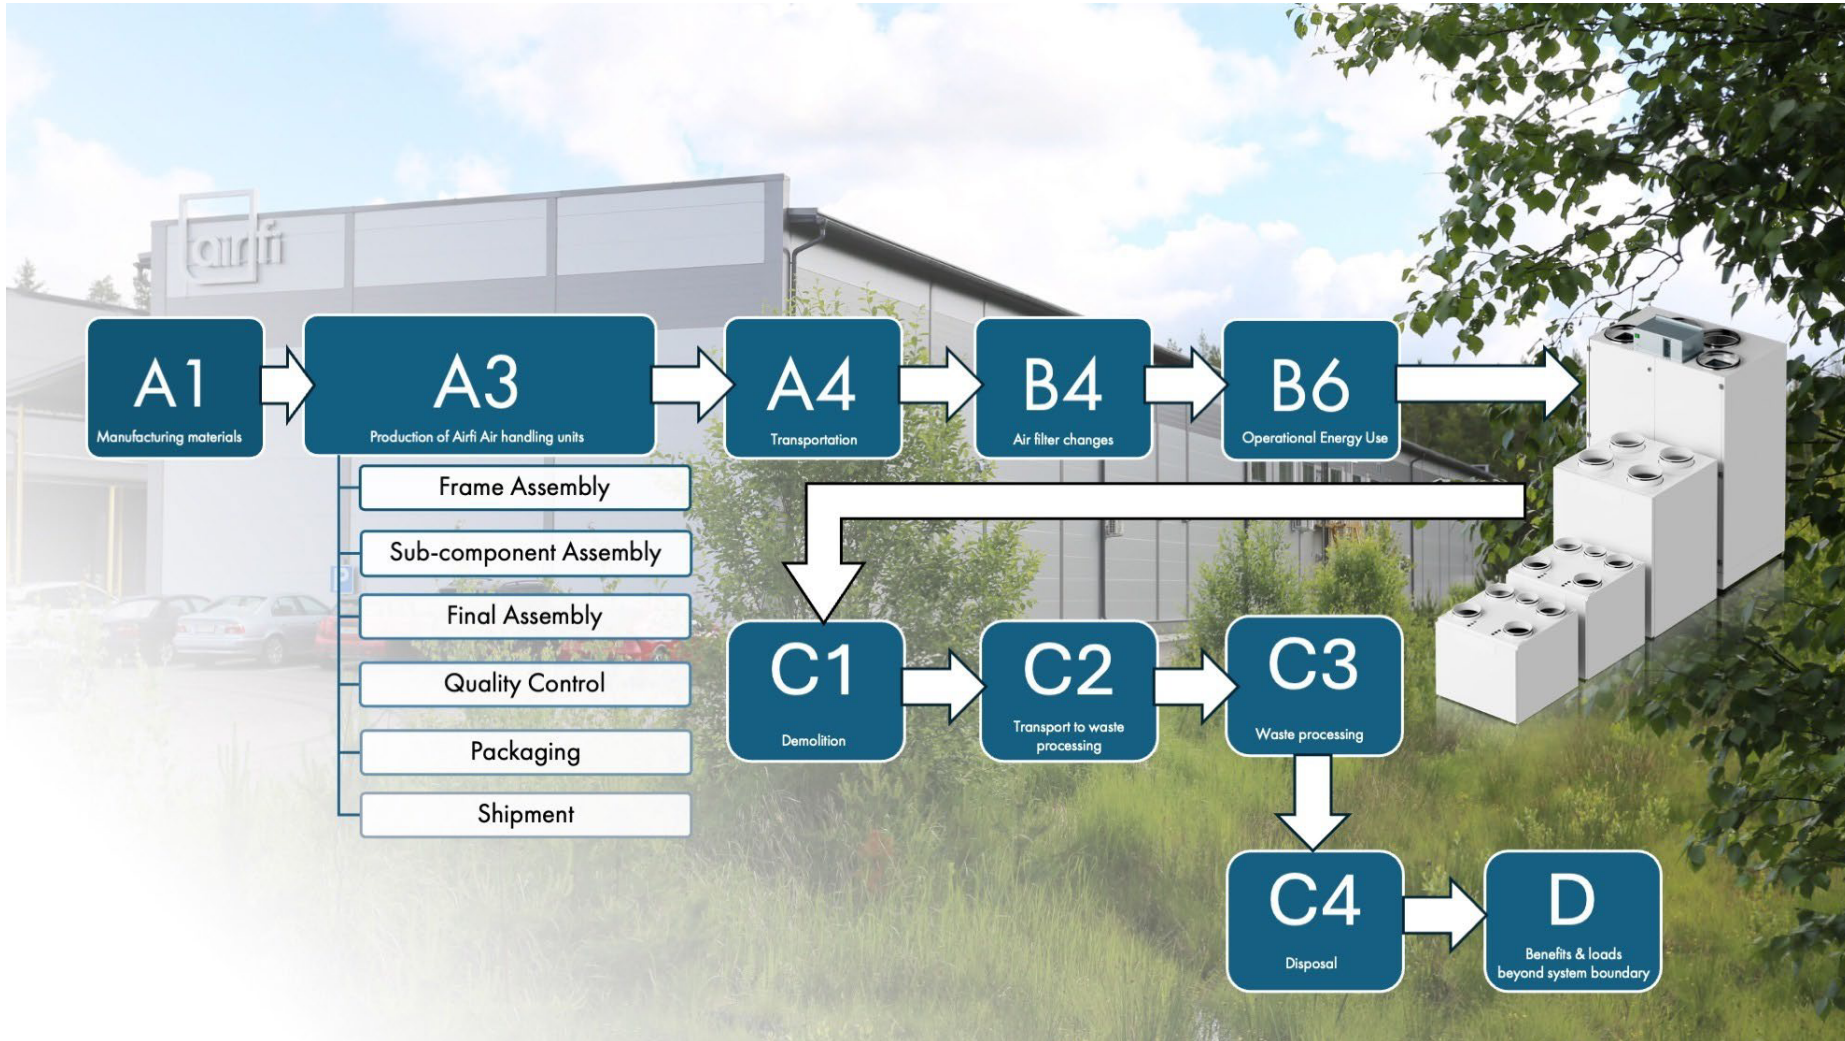 airfi
A1
Manufacturing materials
A3
Production of Airfi Air handling units
A4
Transportation
B4
Air filter changes
B6
Operational Energy Use
Frame Assembly
Sub-component Assembly
Final Assembly
Quality Control
Packaging
Shipment
P
C1
Demolition
C2
Transport to waste
processing
C3
Waste processing
C4
Disposal
D
Benefits & loads
beyond system boundary